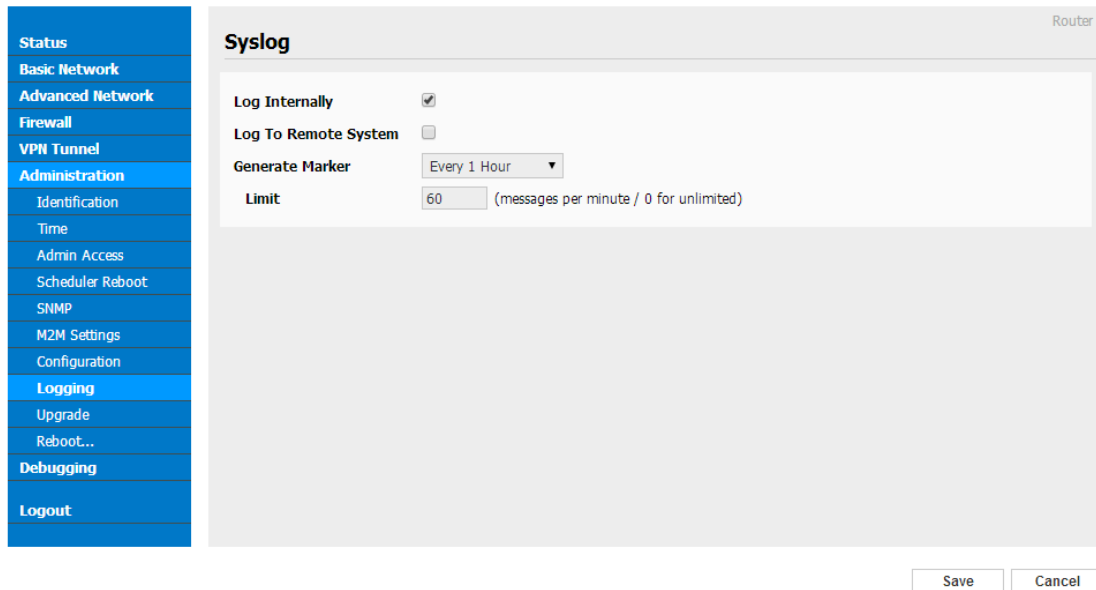 Router
Status
Basic Network
Advanced Network
Firewall
VPN Tunnel
Administration
Identification
Time
Admin Access
Scheduler Reboot
SNMP
M2M Settings
Configuration
Logging
Upgrade
Reboot...
Debugging
Logout
Syslog
Log Internally
Log To Remote System
Generate Marker Every 1 Hour
Limit 60 (messages per minute / 0 for unlimited)
Save Cancel